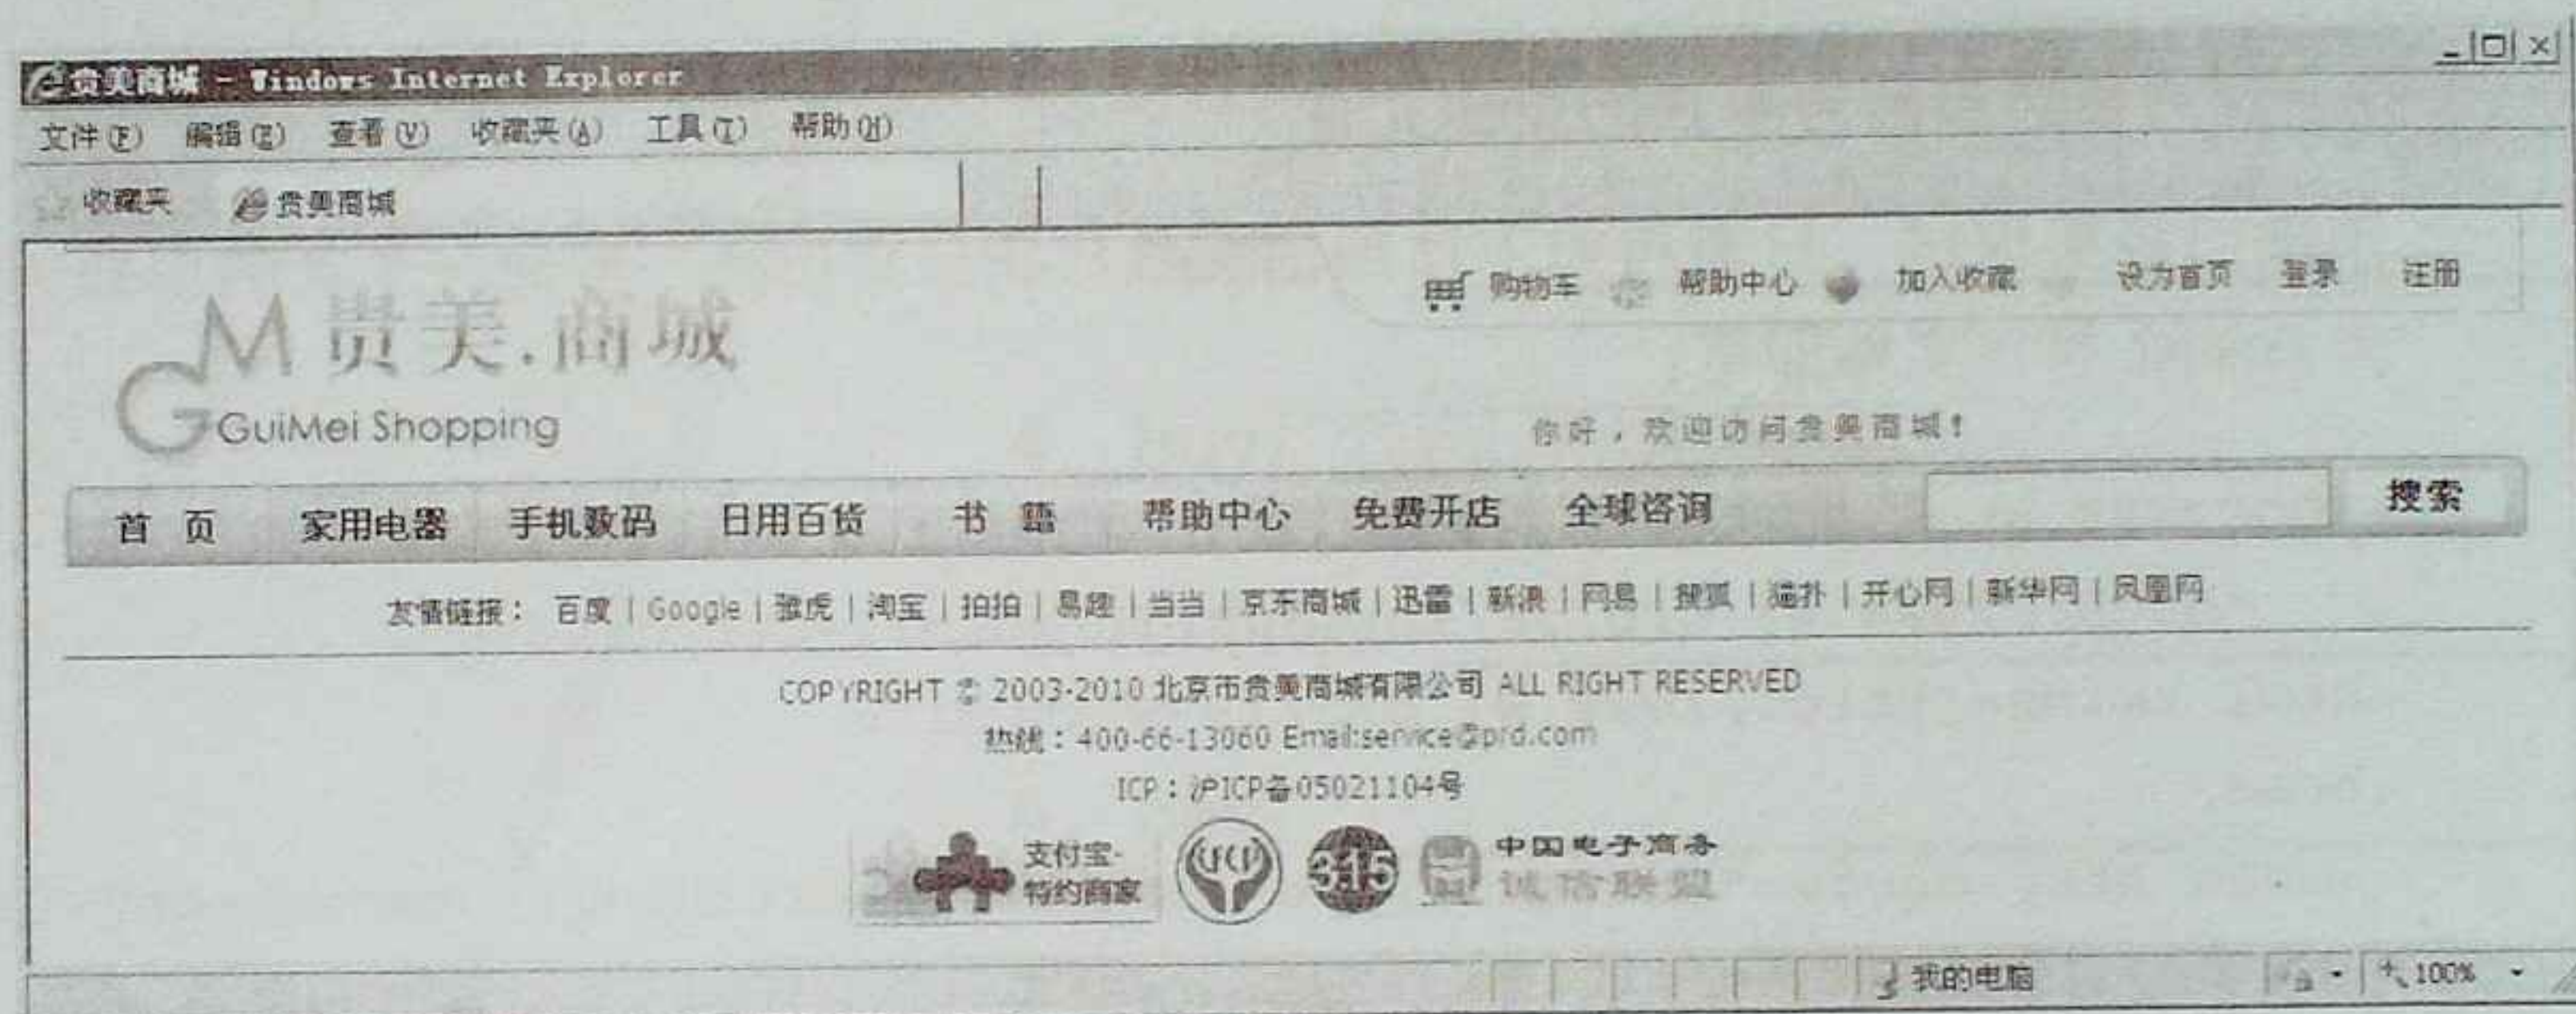 贵美商城 - Windows Internet Explorer
文件(F) 编辑(E) 查看(V) 收藏夹(A) 工具(T) 帮助(H)
收藏夹 贵美商城
购物车 帮助中心 加入收藏 设为首页 登录 注册
GM 贵美.商城
GuiMei Shopping
你好，欢迎访问贵美商城！
首 页 家用电器 手机数码 日用百货 书 籍 帮助中心 免费开店 全球咨询 搜索
友情链接： 百度 | Google | 雅虎 | 淘宝 | 拍拍 | 易趣 | 当当 | 京东商城 | 迅雷 | 新浪 | 网易 | 搜狐 | 猫扑 | 开心网 | 新华网 | 凤凰网
COPYRIGHT © 2003-2010 北京市贵美商城有限公司 ALL RIGHT RESERVED
热线：400-66-13060 Email:service@prd.com
ICP：沪ICP备05021104号
支付宝-
特约商家
315
中国电子商务
诚信联盟
我的电脑 100%